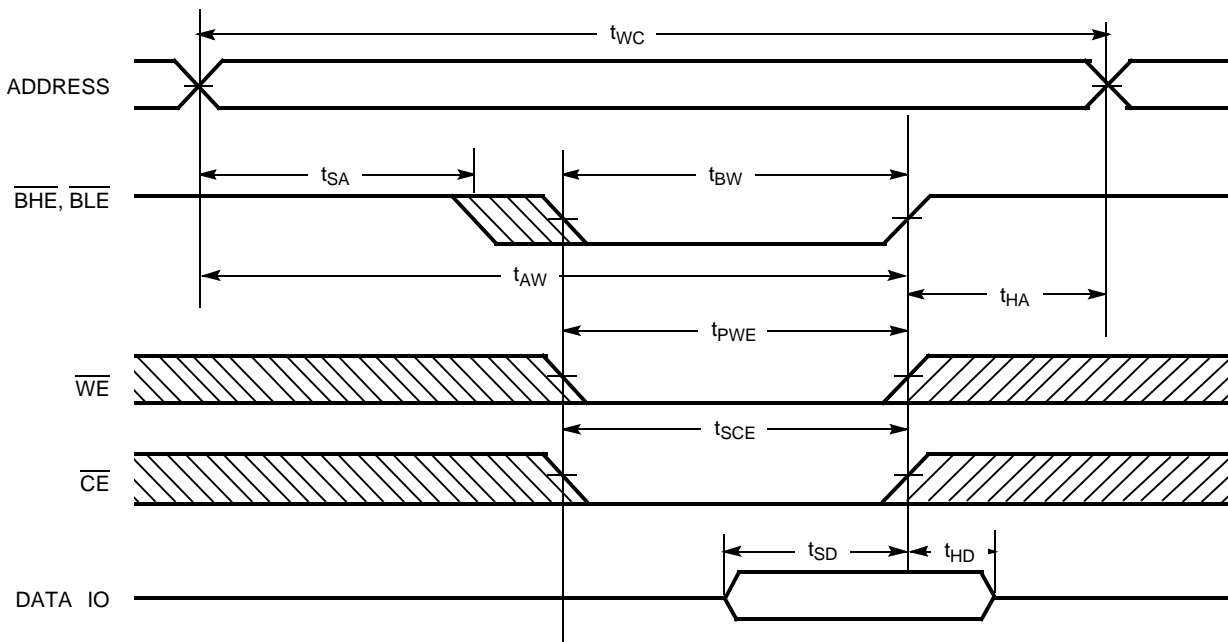 tWC
ADDRESS
tSA
tBW
BHE, BLE
tAW
tHA
tPWE
WE
tSCE
CE
tSD
tHD
DATA IO